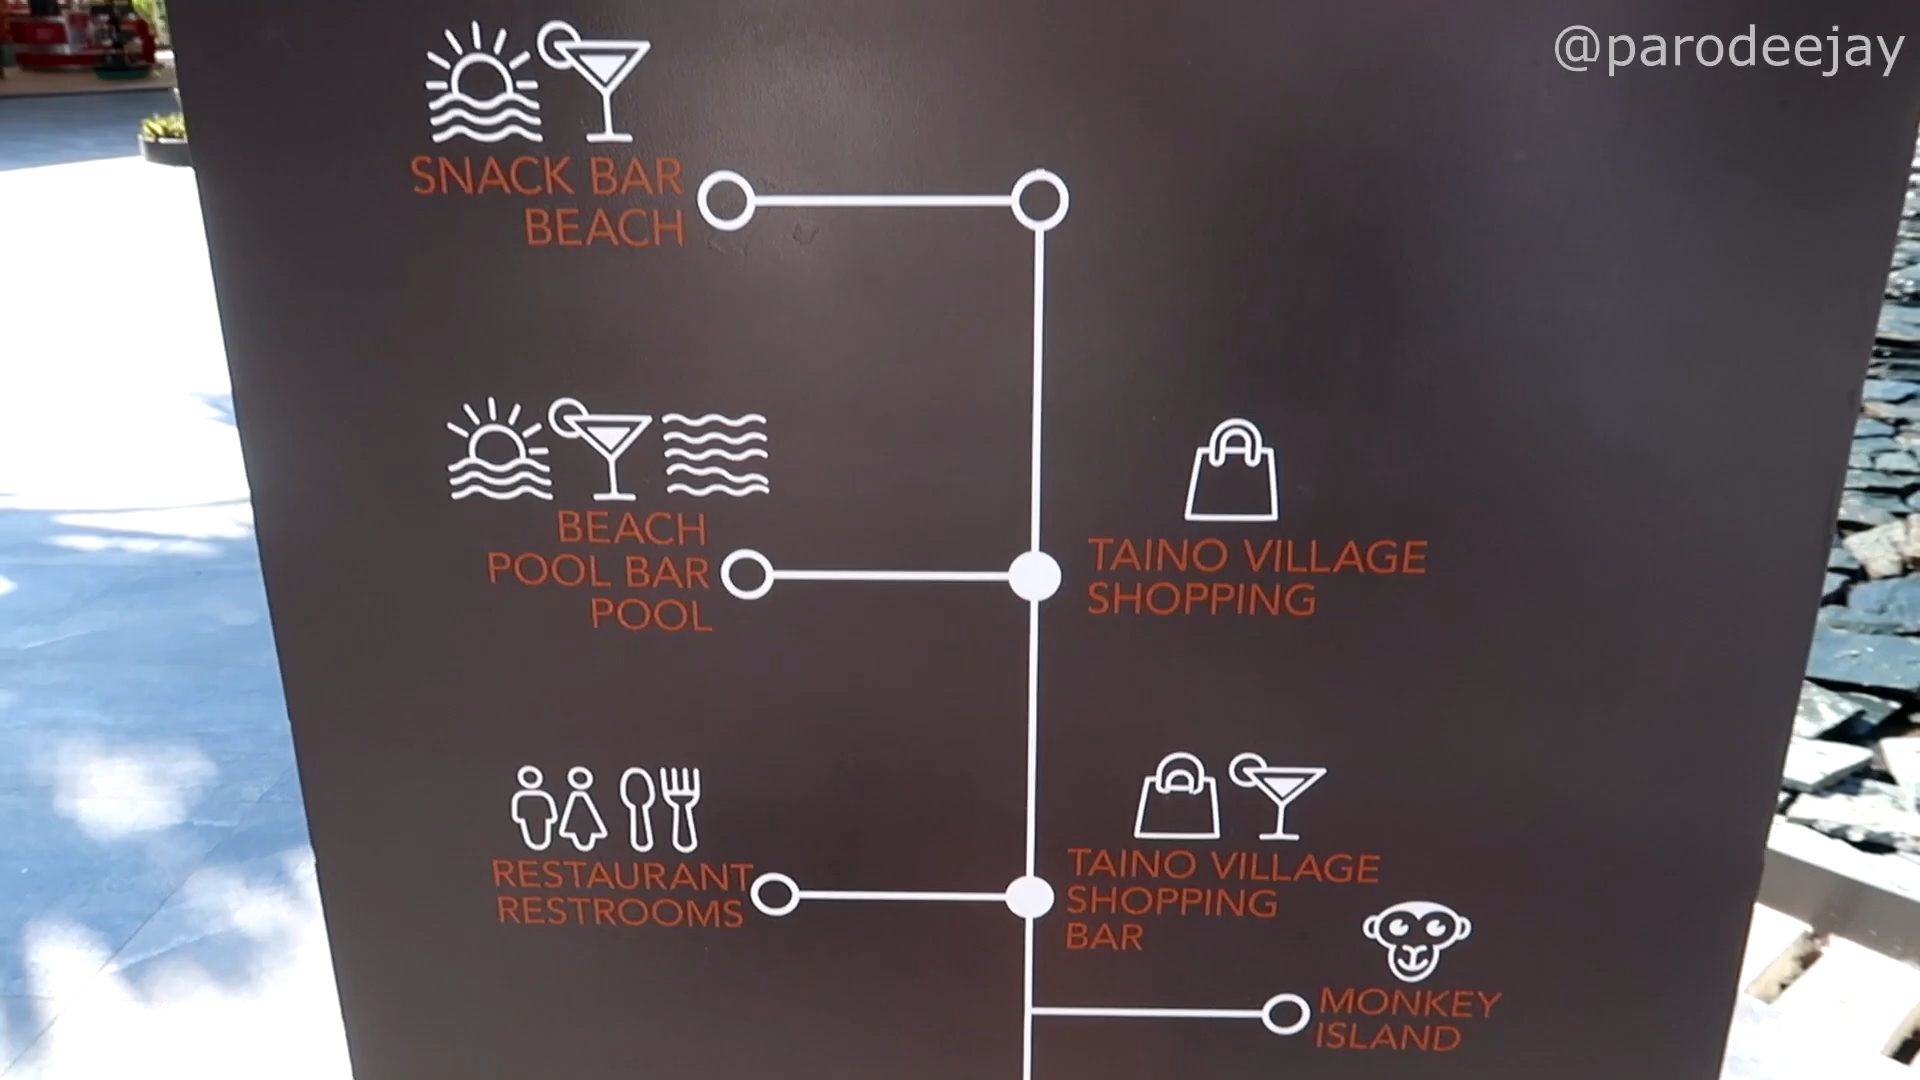 @parodeejay
SNACK BAR
BEACH
BEACH
POOL BAR
POOL
TAINO VILLAGE
SHOPPING
RESTAURANT
RESTROOMS
TAINO VILLAGE
SHOPPING
BAR
MONKEY
ISLAND